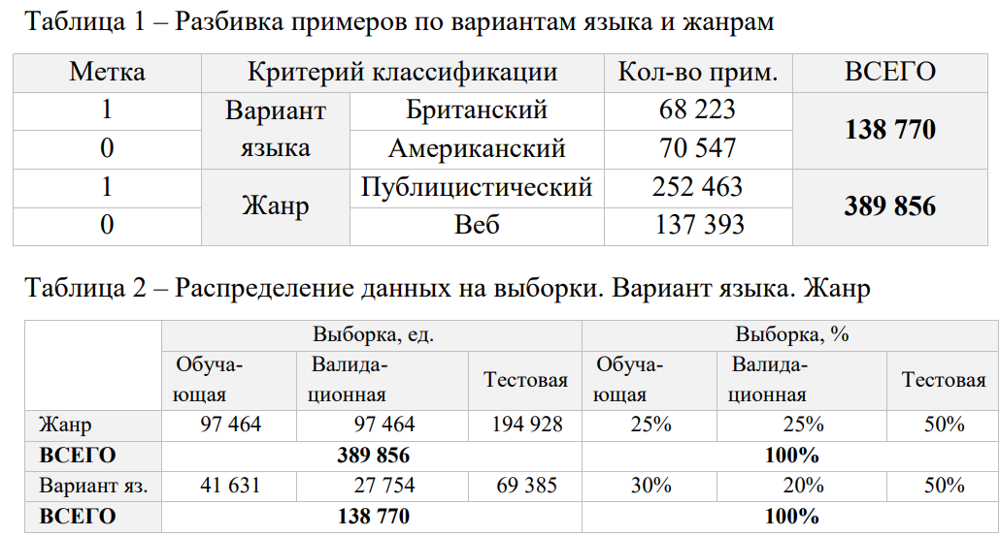 Таблица 1 – Разбивка примеров по вариантам языка и жанрам
Метка Критерий классификации Кол-во прим. ВСЕГО
1 Вариант языка Британский 68 223 138 770
0 Американский 70 547
1 Жанр Публицистический 252 463 389 856
0 Веб 137 393
Таблица 2 – Распределение данных на выборки. Вариант языка. Жанр
Выборка, ед. Выборка, %
Обуча- Валида- Тестовая Обуча- Валида- Тестовая
ющая ционная ющая ционная
Жанр 97 464 97 464 194 928 25% 25% 50%
ВСЕГО 389 856 100%
Вариант яз. 41 631 27 754 69 385 30% 20% 50%
ВСЕГО 138 770 100%